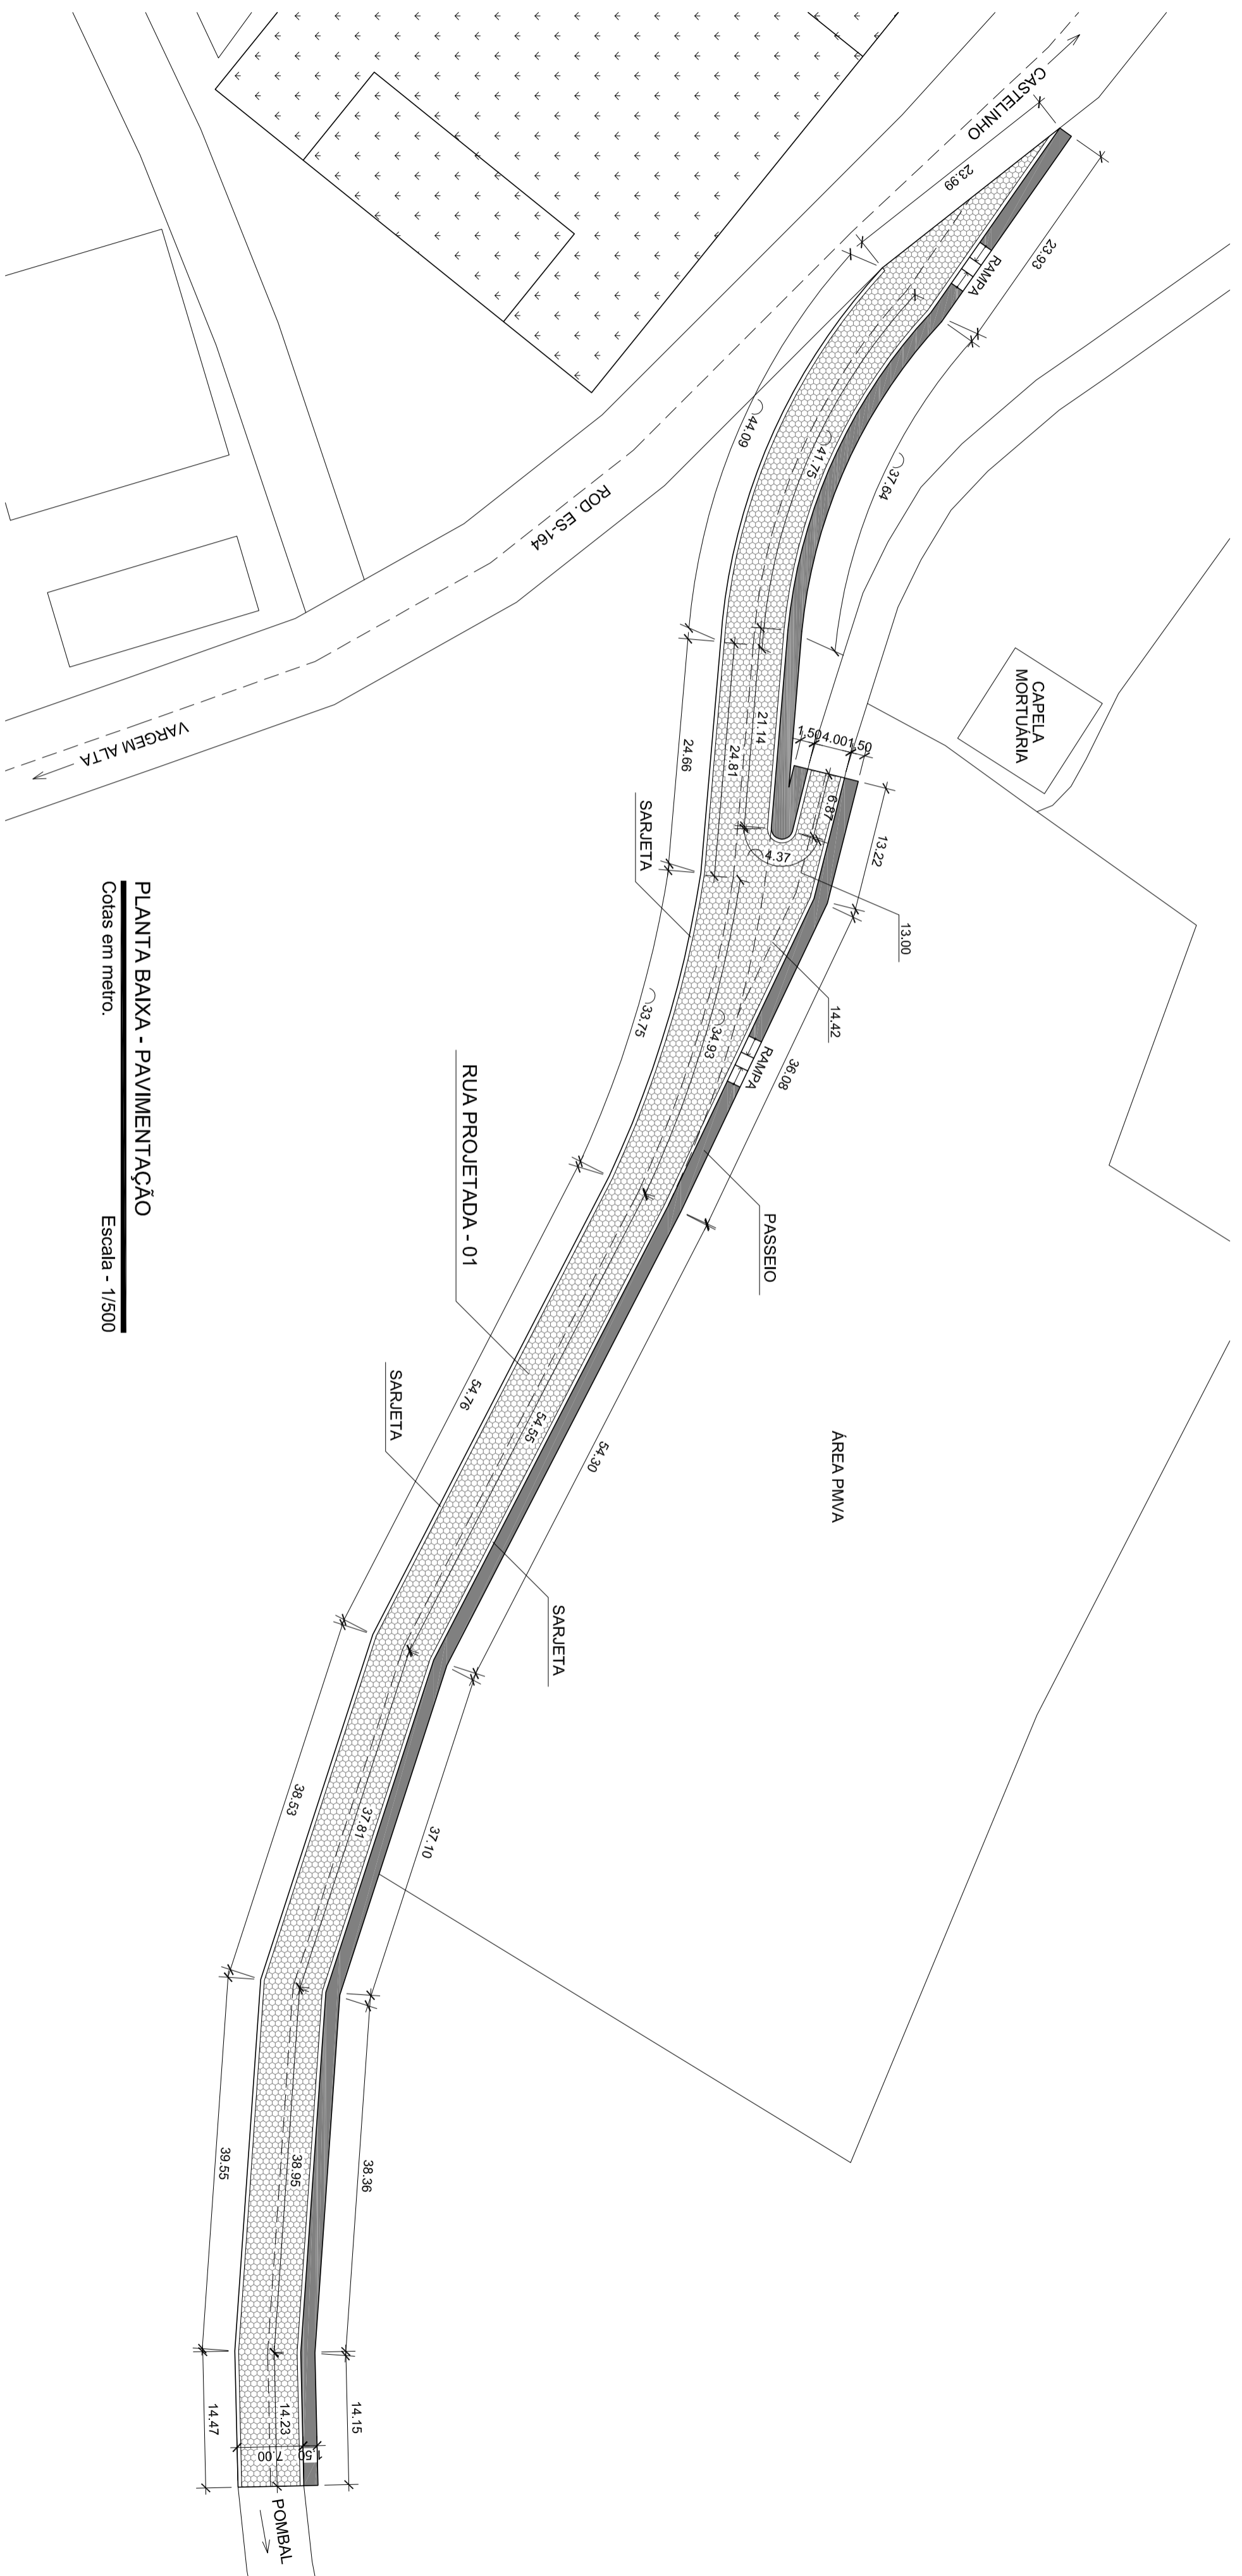 CASTELINHO
23.99
23.93
RAMPA
44.09
41.75
37.64
ROD. ES-164
VARGEM ALTA
CAPELA
MORTUÁRIA
1,50
4.00
1,50
21.14
24.81
24.66
6.87
13.22
4.37
SARJETA
13.00
14.42
33.75
34.93
RAMPA
36.08
PASSEIO
RUA PROJETADA - 01
PLANTA BAIXA - PAVIMENTAÇÃO
Cotas em metro.
Escala - 1/500
54.76
54.55
54.30
SARJETA
SARJETA
ÁREA PMVA
38.53
37.81
37.10
39.55
38.95
38.36
14.47
14.23
14.15
7.00
1,50
POMBAL